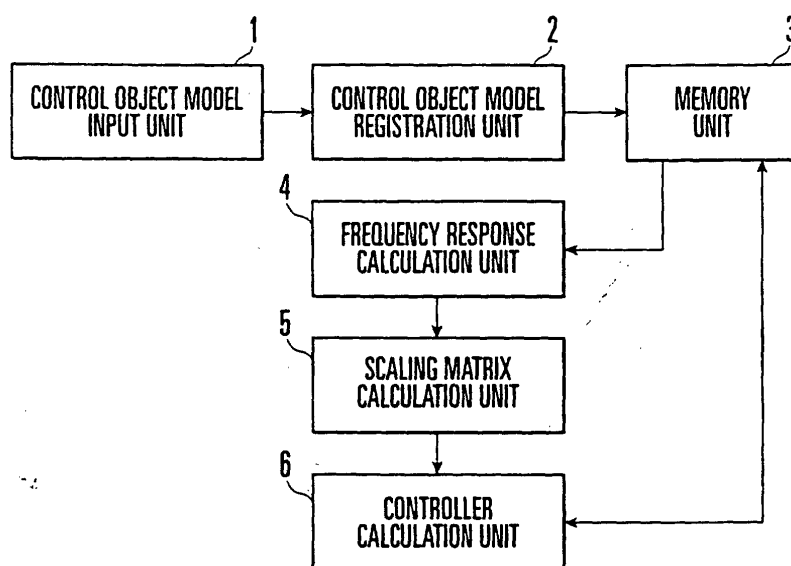 1
CONTROL OBJECT MODEL
INPUT UNIT
2
CONTROL OBJECT MODEL
REGISTRATION UNIT
3
MEMORY
UNIT
4
FREQUENCY RESPONSE
CALCULATION UNIT
5
SCALING MATRIX
CALCULATION UNIT
6
CONTROLLER
CALCULATION UNIT